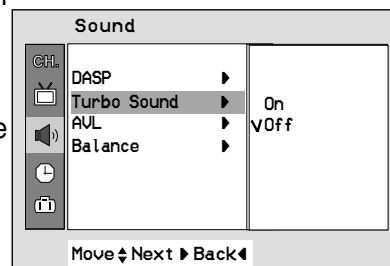 Sound
CH.
DASP
Turbo Sound
AVL
Balance
On
Off
Move Next Back